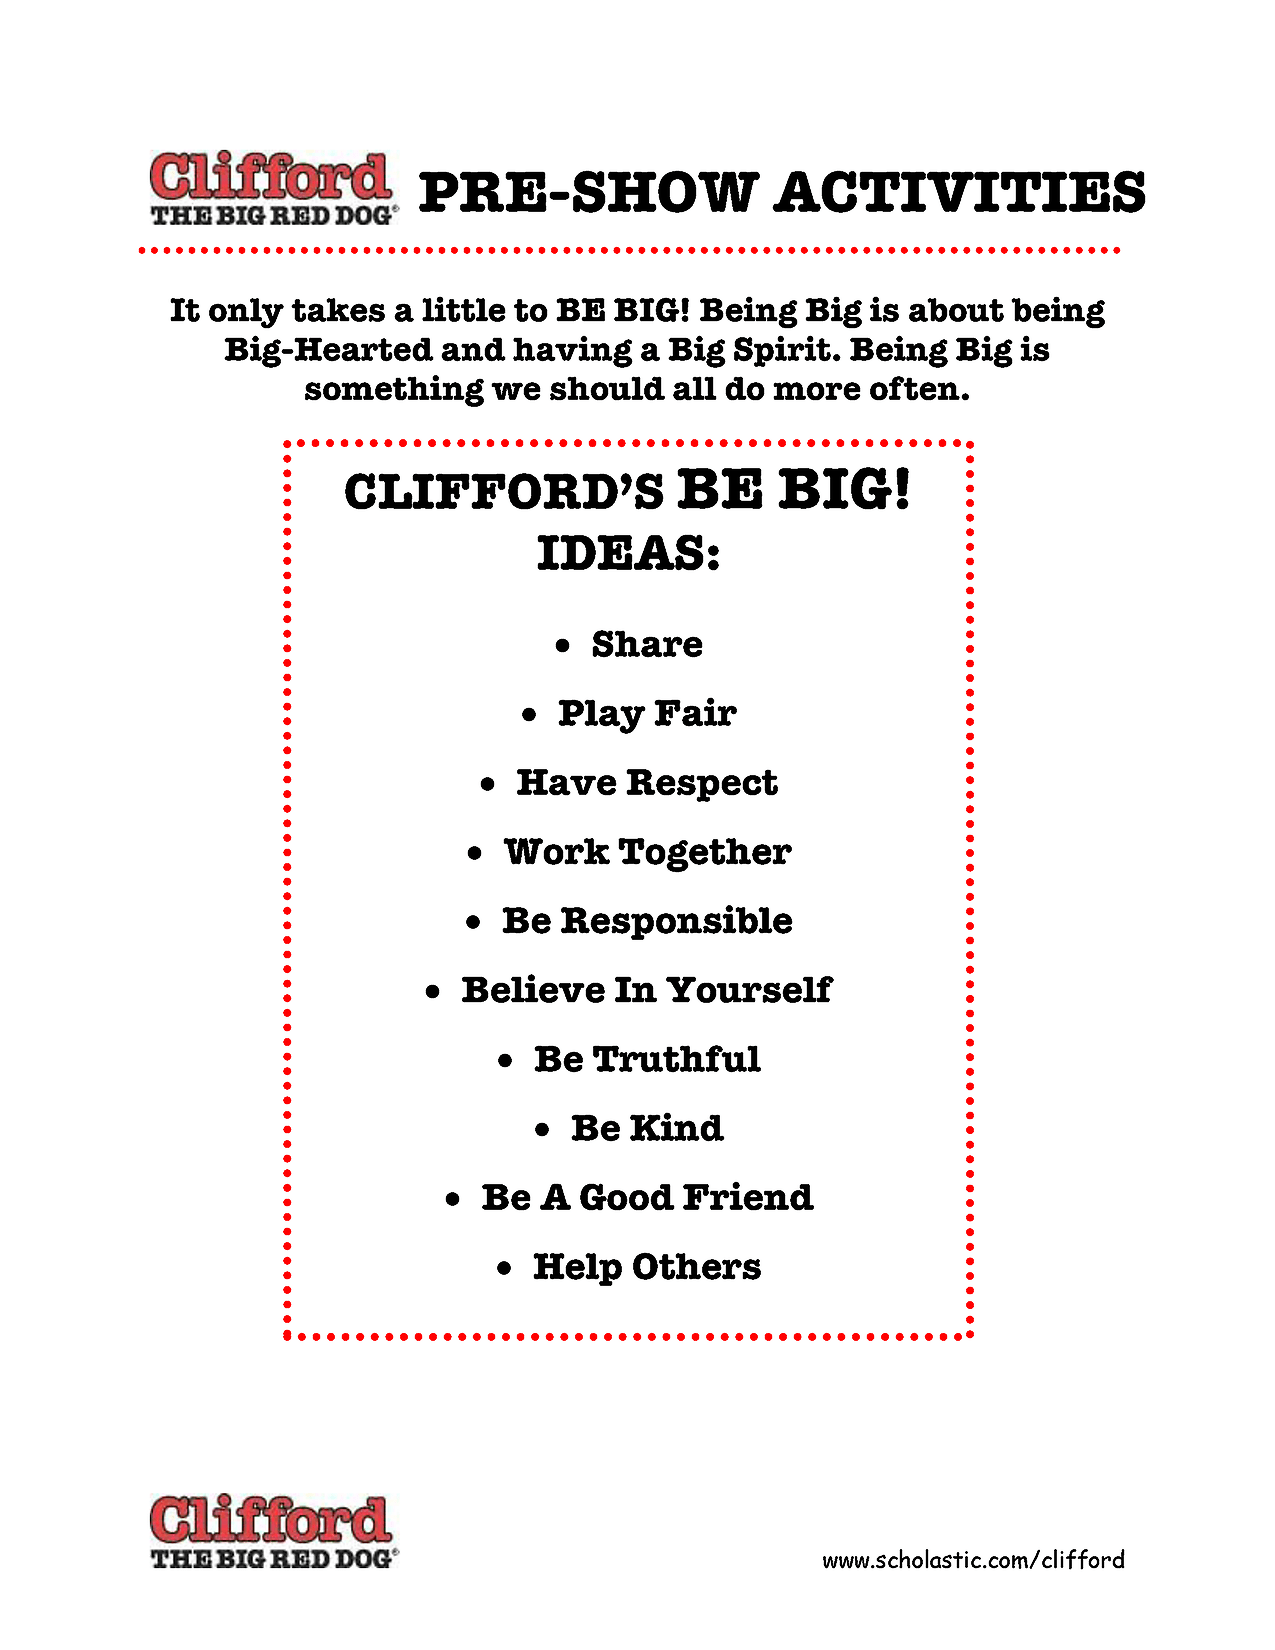 Clifford
THE BIG RED DOG®
PRE-SHOW ACTIVITIES
It only takes a little to BE BIG! Being Big is about being
Big-Hearted and having a Big Spirit. Being Big is
something we should all do more often.
CLIFFORD’S BE BIG!
IDEAS:
• Share
• Play Fair
• Have Respect
• Work Together
• Be Responsible
• Believe In Yourself
• Be Truthful
• Be Kind
• Be A Good Friend
• Help Others
Clifford
THE BIG RED DOG®
www.scholastic.com/clifford